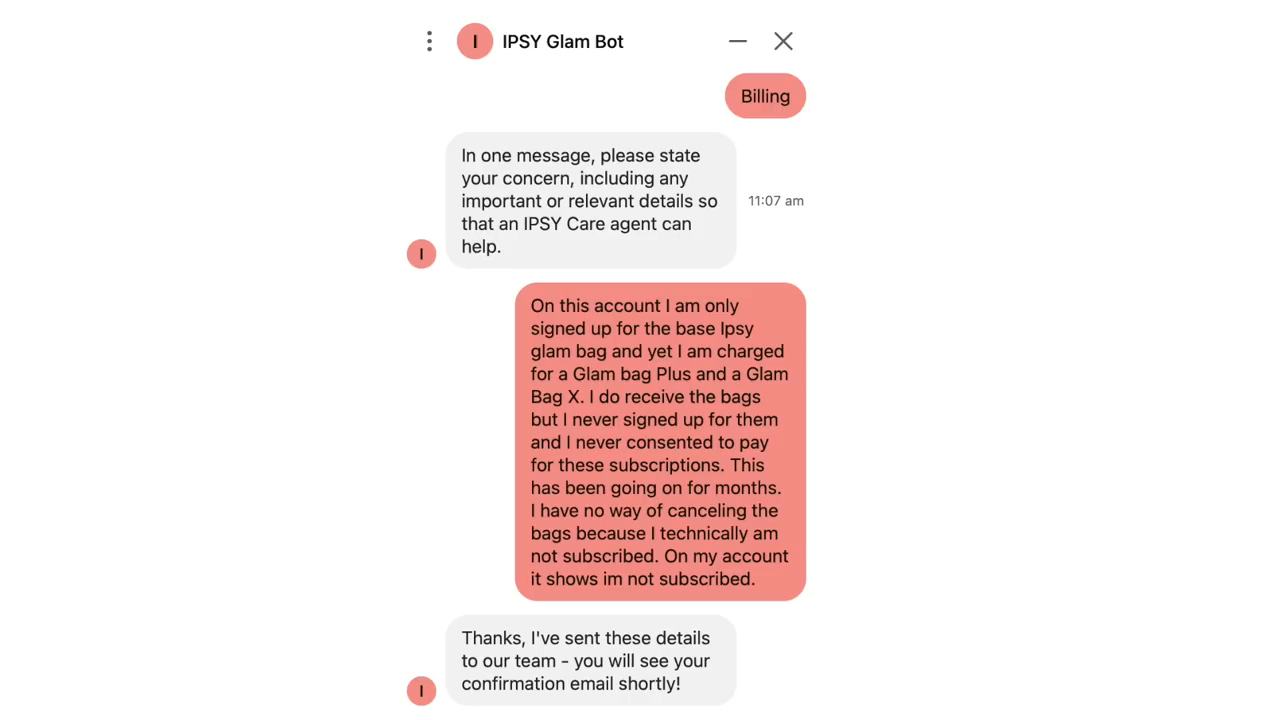 I IPSY Glam Bot
Billing
In one message, please state
your concern, including any
important or relevant details so
that an IPSY Care agent can
help.
11:07 am
I
On this account I am only
signed up for the base Ipsy
glam bag and yet I am charged
for a Glam bag Plus and a Glam
Bag X. I do receive the bags
but I never signed up for them
and I never consented to pay
for these subscriptions. This
has been going on for months.
I have no way of canceling the
bags because I technically am
not subscribed. On my account
it shows im not subscribed.
Thanks, I've sent these details
to our team - you will see your
confirmation email shortly!
I